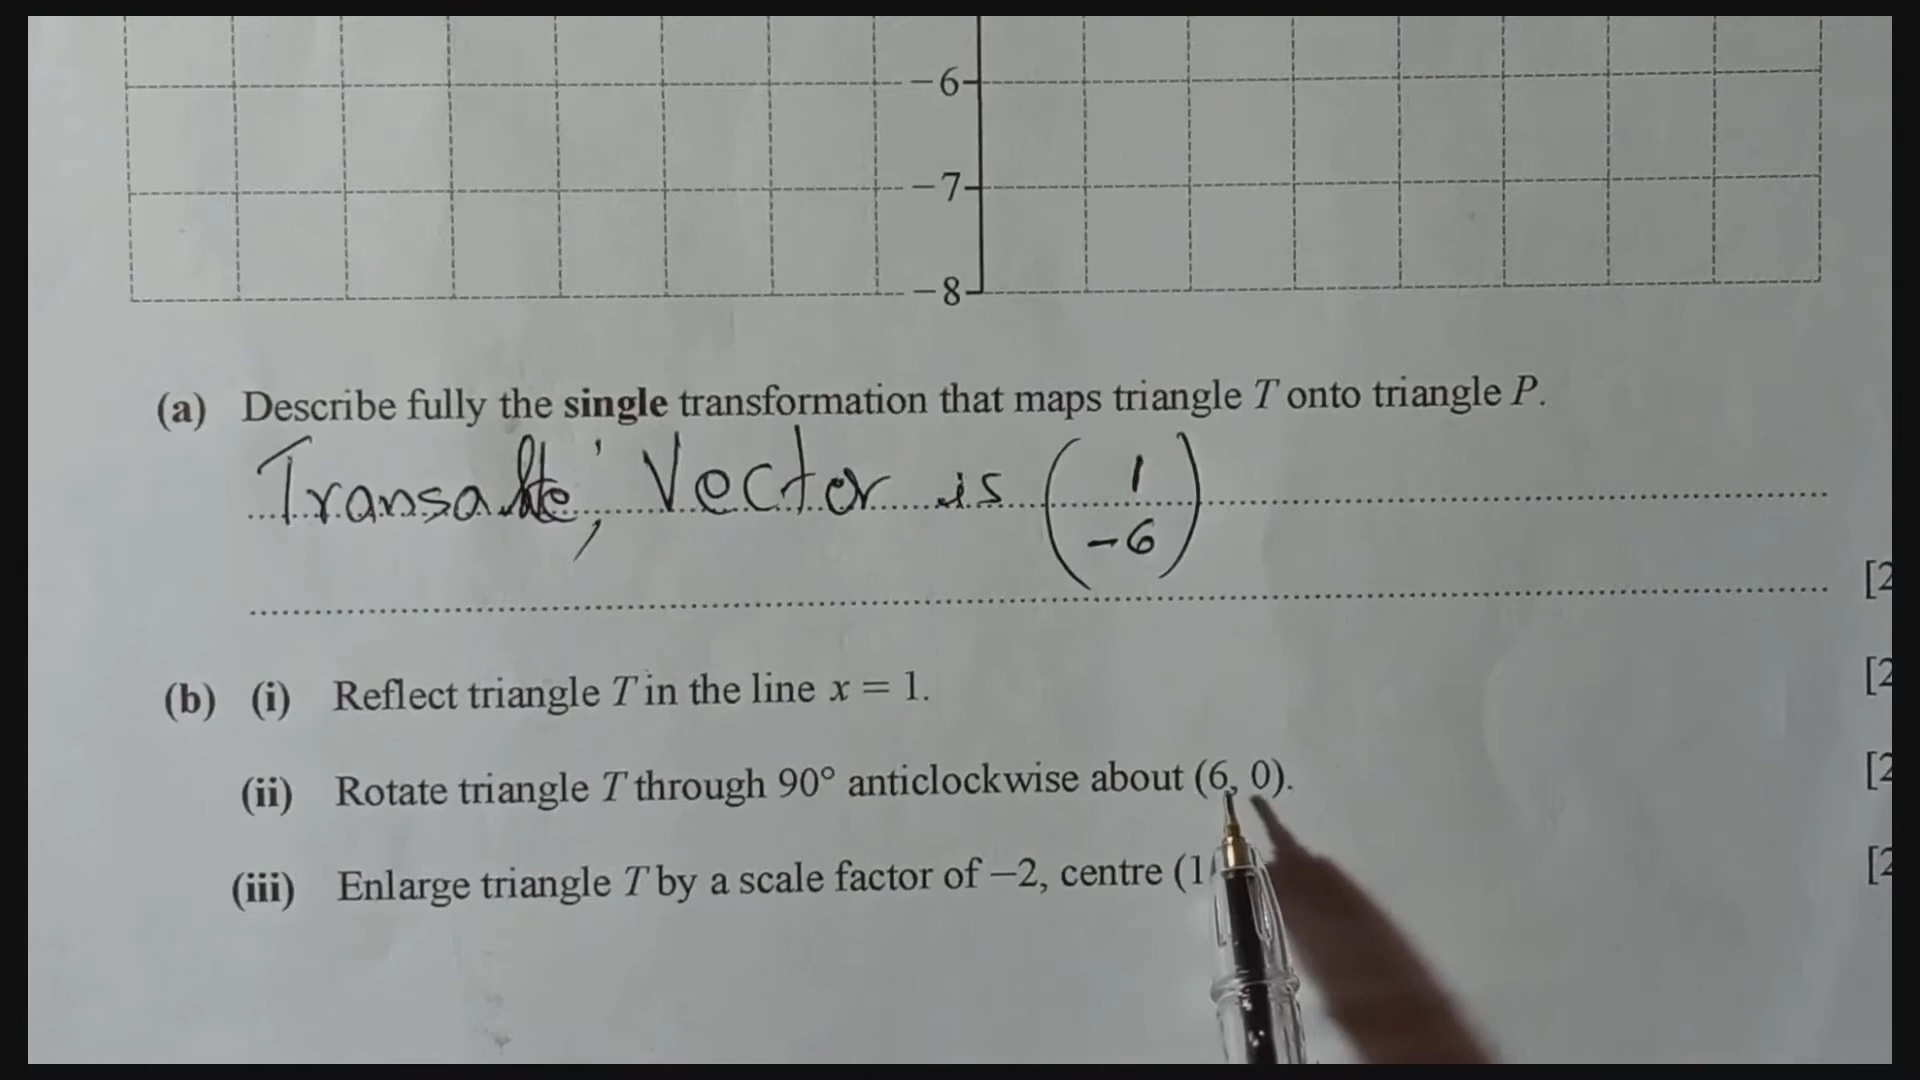 −6
−7
−8
(a) Describe fully the single transformation that maps triangle T onto triangle P.
Vector is ( 1
−6 )
[2
(b) (i) Reflect triangle T in the line x = 1. [2
(ii) Rotate triangle T through 90° anticlockwise about (6, 0). [2
(iii) Enlarge triangle T by a scale factor of −2, centre (1 [2